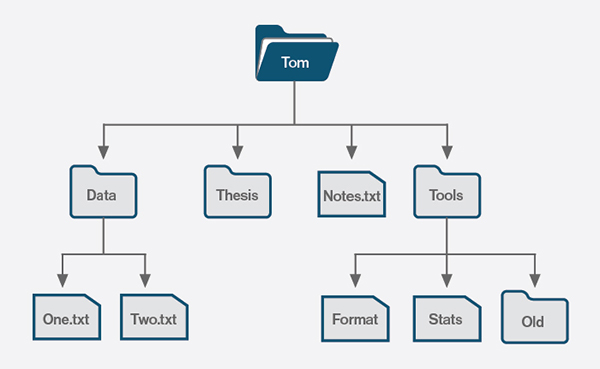 Tom
Data
Thesis
Notes.txt
Tools
One.txt
Two.txt
Format
Stats
Old